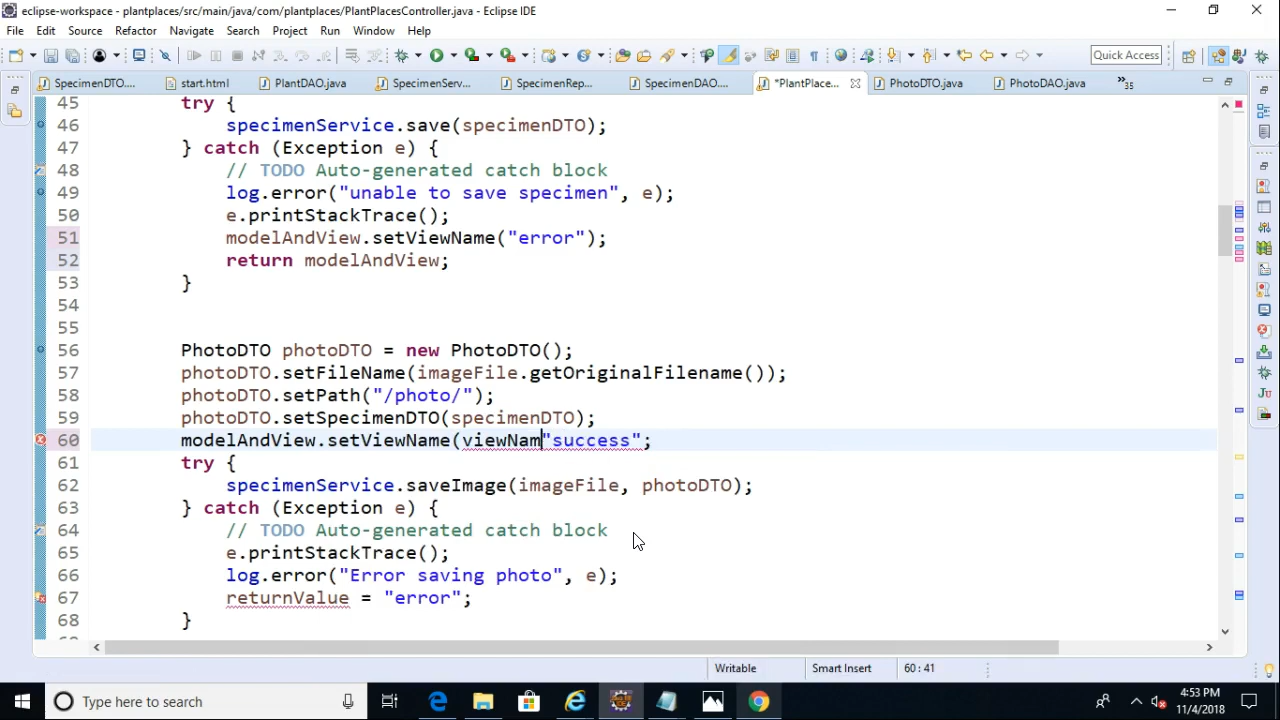 eclipse-workspace - plantplaces/src/main/java/com/plantplaces/PlantPlacesController.java - Eclipse IDE
File Edit Source Refactor Navigate Search Project Run Window Help
Quick Access
SpecimenDTO.... start.html PlantDAO.java SpecimenServ... SpecimenRep... SpecimenDAO.... *PlantPlace... PhotoDTO.java PhotoDAO.java »35
45 try {
46 specimenService.save(specimenDTO);
47 } catch (Exception e) {
48 // TODO Auto-generated catch block
49 log.error("unable to save specimen", e);
50 e.printStackTrace();
51 modelAndView.setViewName("error");
52 return modelAndView;
53 }
54
55
56 PhotoDTO photoDTO = new PhotoDTO();
57 photoDTO.setFileName(imageFile.getOriginalFilename());
58 photoDTO.setPath("/photo/");
59 photoDTO.setSpecimenDTO(specimenDTO);
60 modelAndView.setViewName(viewNam"success";
61 try {
62 specimenService.saveImage(imageFile, photoDTO);
63 } catch (Exception e) {
64 // TODO Auto-generated catch block
65 e.printStackTrace();
66 log.error("Error saving photo", e);
67 returnValue = "error";
68 }
Writable Smart Insert 60 : 41
Type here to search
4:53 PM
11/4/2018